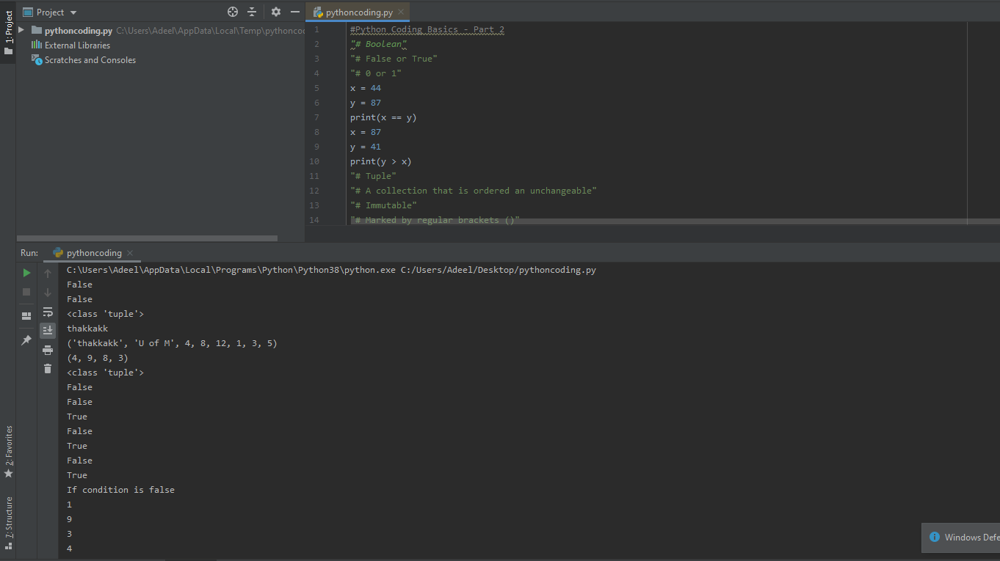 1: Project
Project
pythoncoding.py C:\Users\Adeel\AppData\Local\Temp\pythoncoc
External Libraries
Scratches and Consoles
pythoncoding.py
1 #Python Coding Basics - Part 2
2 "# Boolean"
3 "# False or True"
4 "# 0 or 1"
5 x = 44
6 y = 87
7 print(x == y)
8 x = 87
9 y = 41
10 print(y > x)
11 "# Tuple"
12 "# A collection that is ordered an unchangeable"
13 "# Immutable"
14 "# Marked by regular brackets ()"
Run: pythoncoding
C:\Users\Adeel\AppData\Local\Programs\Python\Python38\python.exe C:/Users/Adeel/Desktop/pythoncoding.py
False
False
<class 'tuple'>
thakkakk
('thakkakk', 'U of M', 4, 8, 12, 1, 3, 5)
(4, 9, 8, 3)
<class 'tuple'>
False
False
True
False
True
False
True
If condition is false
1
9
3
4
2: Favorites
7: Structure
Windows Defe